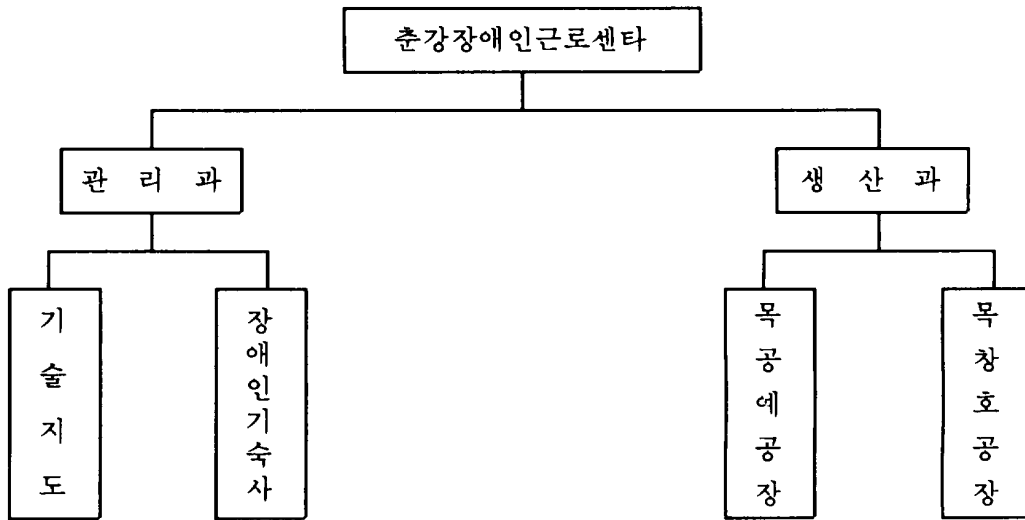 춘강장애인근로센타
관 리 과
생 산 과
기술지도
장애인기숙사
목공예공장
목창호공장